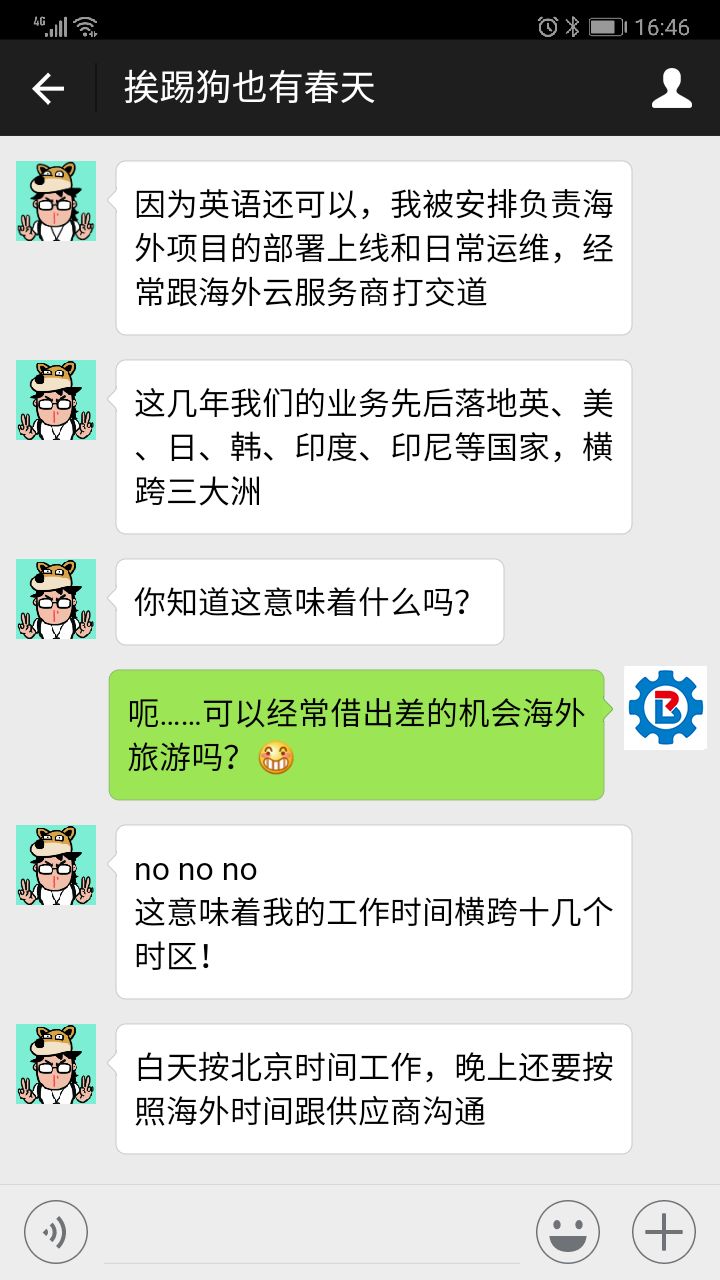 4G 16:46
挨踢狗也有春天
因为英语还可以，我被安排负责海
外项目的部署上线和日常运维，经
常跟海外云服务商打交道
这几年我们的业务先后落地英、美
、日、韩、印度、印尼等国家，横
跨三大洲
你知道这意味着什么吗？
呃……可以经常借出差的机会海外
旅游吗？😁
no no no
这意味着我的工作时间横跨十几个
时区！
白天按北京时间工作，晚上还要按
照海外时间跟供应商沟通